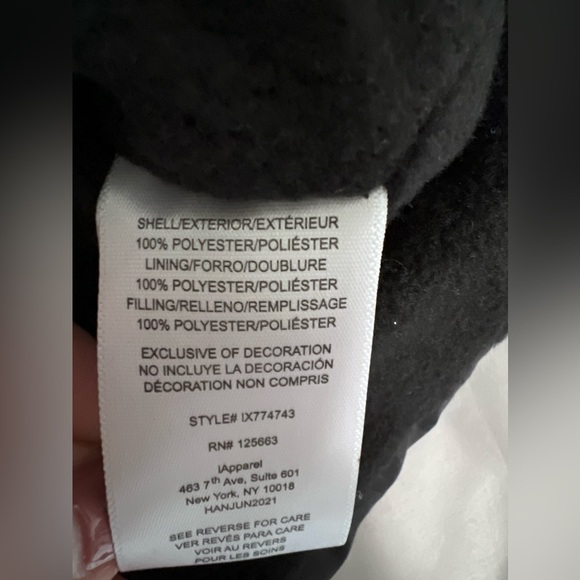 SHELL/EXTERIOR/EXTÉRIEUR
100% POLYESTER/POLIÉSTER
LINING/FORRO/DOUBLURE
100% POLYESTER/POLIÉSTER
FILLING/RELLENO/REMPLISSAGE
100% POLYESTER/POLIÉSTER
EXCLUSIVE OF DECORATION
NO INCLUYE LA DECORACIÓN
DÉCORATION NON COMPRIS
STYLE# IX774743
RN# 125663
IApparel
463 7th Ave, Suite 601
New York, NY 10018
HANJUN2021
SEE REVERSE FOR CARE
VER REVÉS PARA CARE
VOIR AU REVERS
POUR LES SOINS